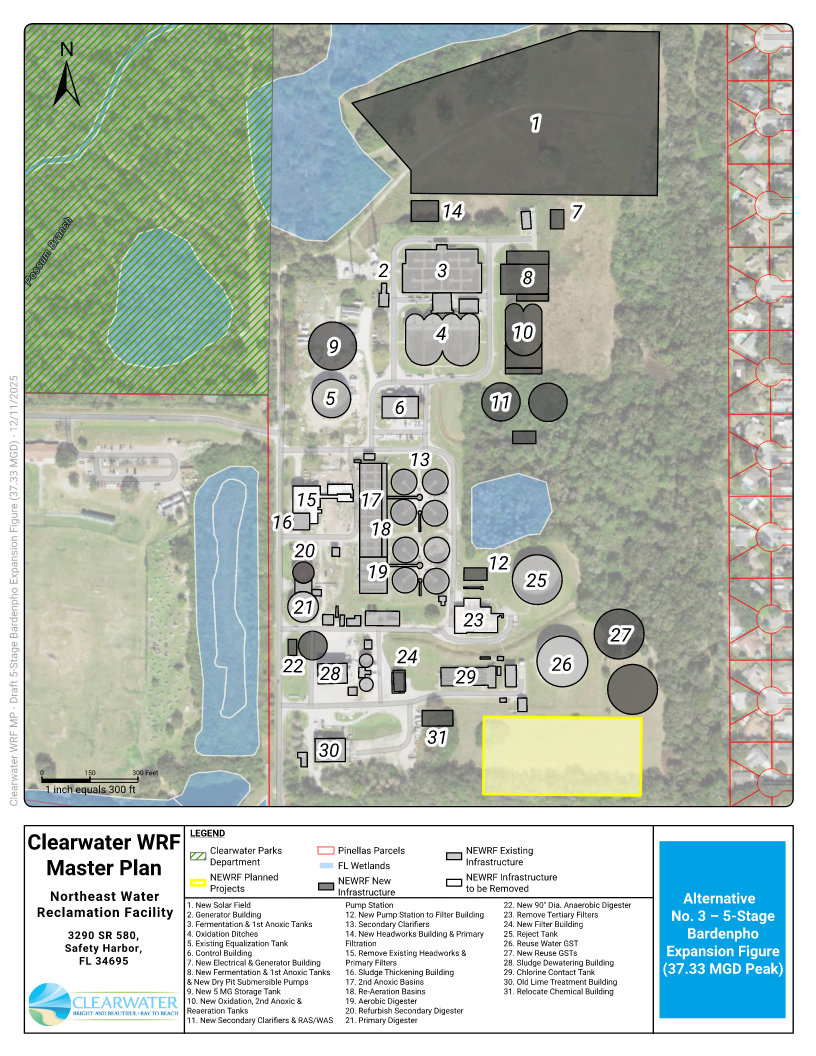 N
Possum Branch
1
14
7
2
3
8
9
4
10
5
6
11
13
15
17
16
18
20
19
12
25
21
23
27
22
24
26
28
29
31
30
0 150 300 Feet
1 inch equals 300 ft
Clearwater WRF MP - Draft 5-Stage Bardenpho Expansion Figure (37.33 MGD) - 12/11/2025
Clearwater WRF
Master Plan
Northeast Water
Reclamation Facility
3290 SR 580,
Safety Harbor,
FL 34695
CLEARWATER
BRIGHT AND BEAUTIFUL • BAY TO BEACH
LEGEND
Clearwater Parks
Department
NEWRF Planned
Projects
Pinellas Parcels
FL Wetlands
NEWRF New
Infrastructure
NEWRF Existing
Infrastructure
NEWRF Infrastructure
to be Removed
1. New Solar Field
2. Generator Building
3. Fermentation & 1st Anoxic Tanks
4. Oxidation Ditches
5. Existing Equalization Tank
6. Control Building
7. New Electrical & Generator Building
8. New Fermentation & 1st Anoxic Tanks
& New Dry Pit Submersible Pumps
9. New 5 MG Storage Tank
10. New Oxidation, 2nd Anoxic &
Reaeration Tanks
11. New Secondary Clarifiers & RAS/WAS
Pump Station
12. New Pump Station to Filter Building
13. Secondary Clarifiers
14. New Headworks Building & Primary
Filtration
15. Remove Existing Headworks &
Primary Filters
16. Sludge Thickening Building
17. 2nd Anoxic Basins
18. Re-Aeration Basins
19. Aerobic Digester
20. Refurbish Secondary Digester
21. Primary Digester
22. New 90" Dia. Anaerobic Digester
23. Remove Tertiary Filters
24. New Filter Building
25. Reject Tank
26. Reuse Water GST
27. New Reuse GSTs
28. Sludge Dewatering Building
29. Chlorine Contact Tank
30. Old Lime Treatment Building
31. Relocate Chemical Building
Alternative
No. 3 – 5-Stage
Bardenpho
Expansion Figure
(37.33 MGD Peak)